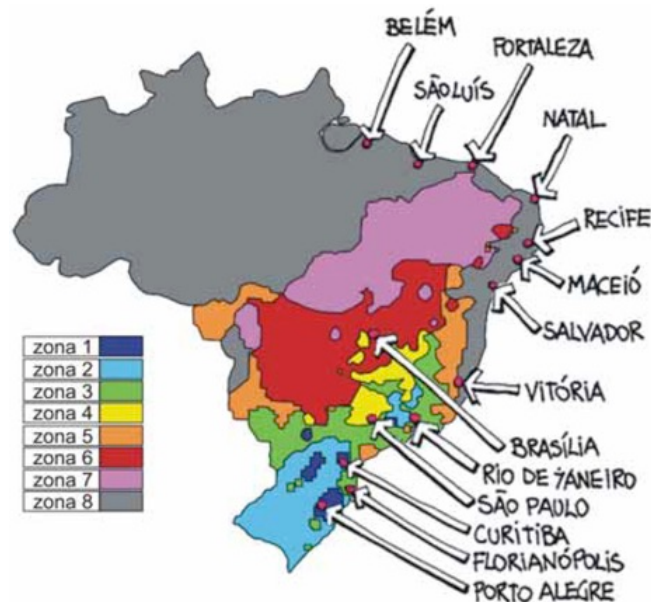 BELÉM
FORTALEZA
SÃO LUÍS
NATAL
RECIFE
MACEIÓ
SALVADOR
VITÓRIA
BRASÍLIA
RIO DE JANEIRO
SÃO PAULO
CURITIBA
FLORIANÓPOLIS
PORTO ALEGRE
zona 1
zona 2
zona 3
zona 4
zona 5
zona 6
zona 7
zona 8